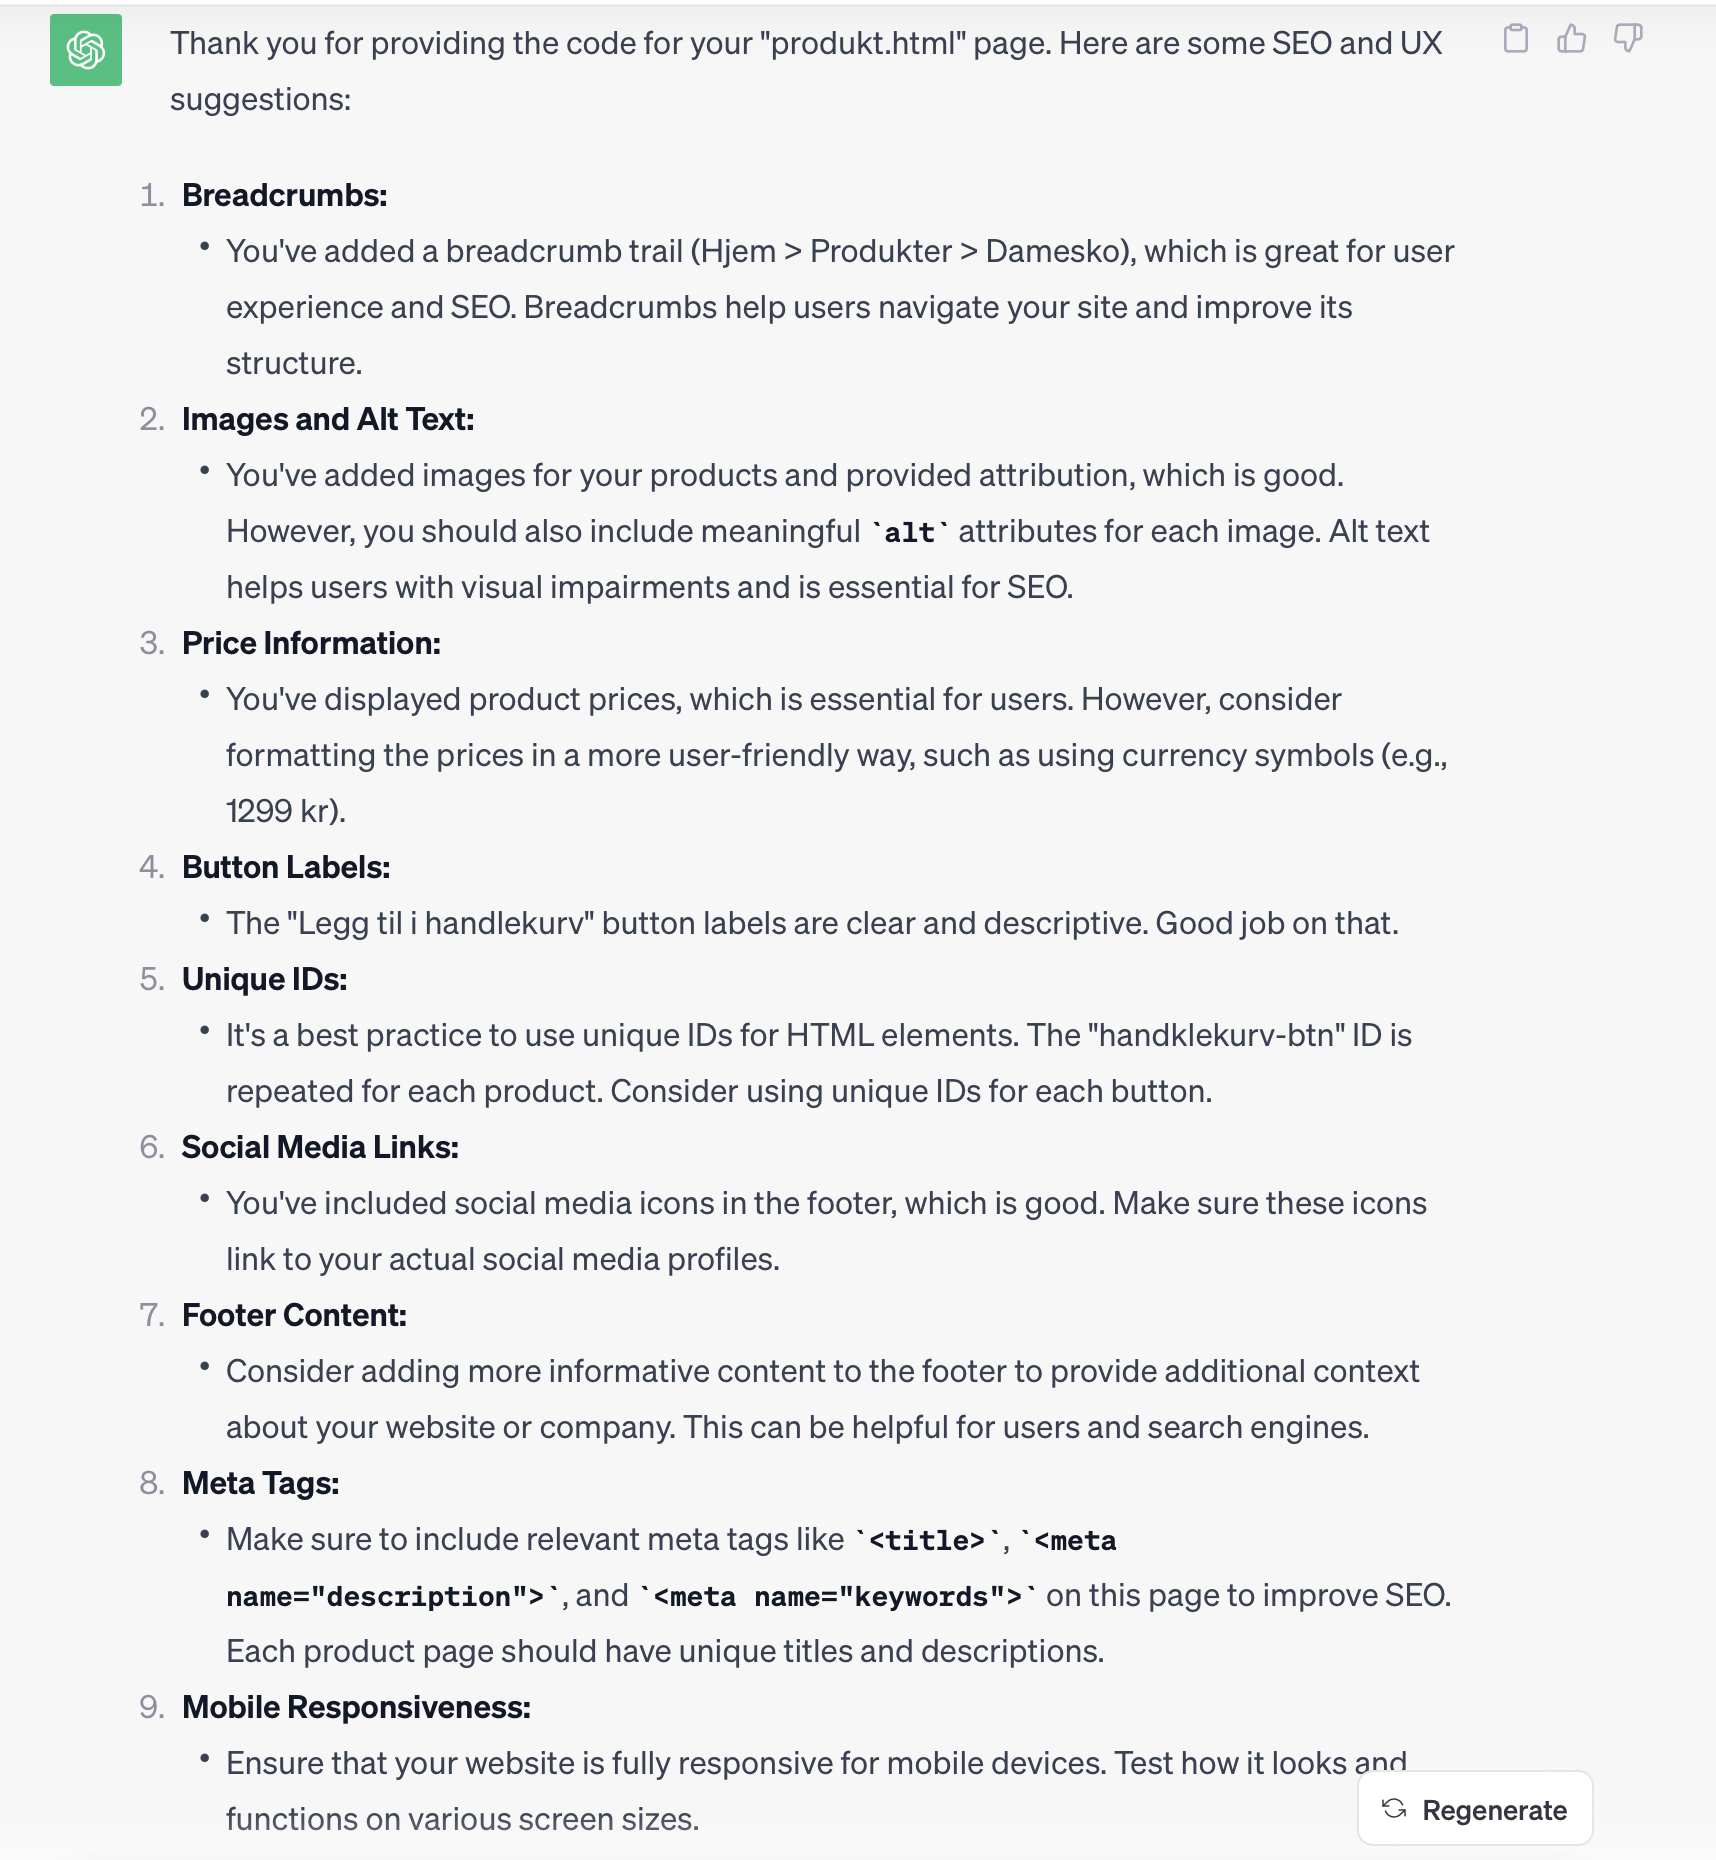 Thank you for providing the code for your "produkt.html" page. Here are some SEO and UX
suggestions:
1. Breadcrumbs:
• You've added a breadcrumb trail (Hjem > Produkter > Damesko), which is great for user
experience and SEO. Breadcrumbs help users navigate your site and improve its
structure.
2. Images and Alt Text:
• You've added images for your products and provided attribution, which is good.
However, you should also include meaningful `alt` attributes for each image. Alt text
helps users with visual impairments and is essential for SEO.
3. Price Information:
• You've displayed product prices, which is essential for users. However, consider
formatting the prices in a more user-friendly way, such as using currency symbols (e.g.,
1299 kr).
4. Button Labels:
• The "Legg til i handlekurv" button labels are clear and descriptive. Good job on that.
5. Unique IDs:
• It's a best practice to use unique IDs for HTML elements. The "handklekurv-btn" ID is
repeated for each product. Consider using unique IDs for each button.
6. Social Media Links:
• You've included social media icons in the footer, which is good. Make sure these icons
link to your actual social media profiles.
7. Footer Content:
• Consider adding more informative content to the footer to provide additional context
about your website or company. This can be helpful for users and search engines.
8. Meta Tags:
• Make sure to include relevant meta tags like `<title>`, `<meta
name="description">`, and `<meta name="keywords">` on this page to improve SEO.
Each product page should have unique titles and descriptions.
9. Mobile Responsiveness:
• Ensure that your website is fully responsive for mobile devices. Test how it looks and
functions on various screen sizes.
Regenerate